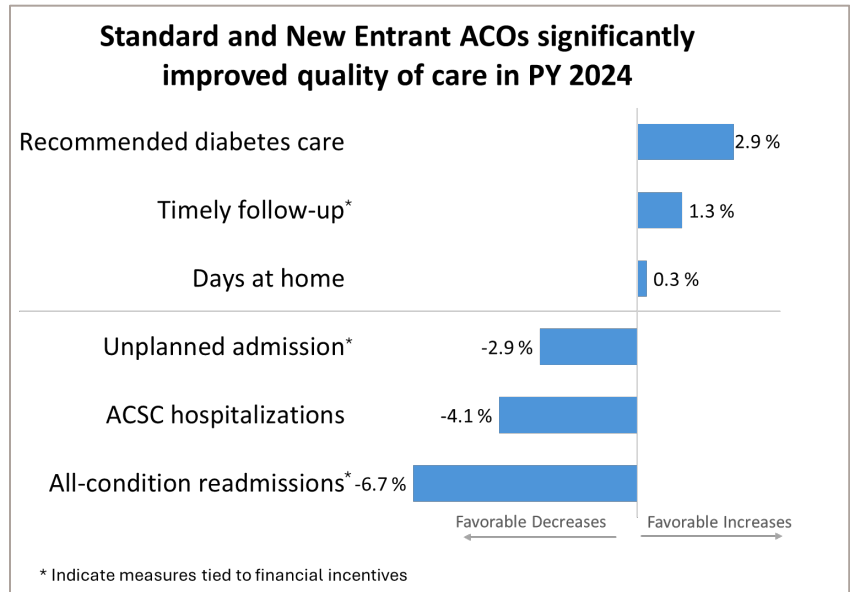 Standard and New Entrant ACOs significantly
improved quality of care in PY 2024
Recommended diabetes care 2.9 %
Timely follow-up* 1.3 %
Days at home 0.3 %
Unplanned admission* -2.9 %
ACSC hospitalizations -4.1 %
All-condition readmissions* -6.7 %
Favorable Decreases Favorable Increases
* Indicate measures tied to financial incentives